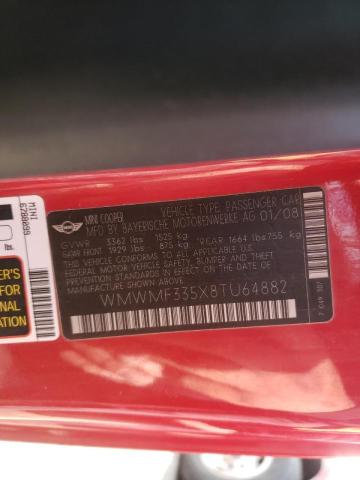 MINI
6788099
lbs.
ER'S
FOR
NAL
ATION
MINI COOPER
VEHICLE TYPE: PASSENGER CAR
MFD BY BAYERISCHE MOTORENWERKE AG 01/08
GVWR 3362 lbs 1525 kg
GAWR FRONT 1929 lbs 875 kg REAR 1664 lbs 755 kg
THIS VEHICLE CONFORMS TO ALL APPLICABLE U.S.
FEDERAL MOTOR VEHICLE SAFETY, BUMPER,
AND THEFT PREVENTION STANDARDS
IN EFFECT ON THE DATE OF MANUFACTURE
SHOWN ABOVE.
WMWMF335X8TU64882